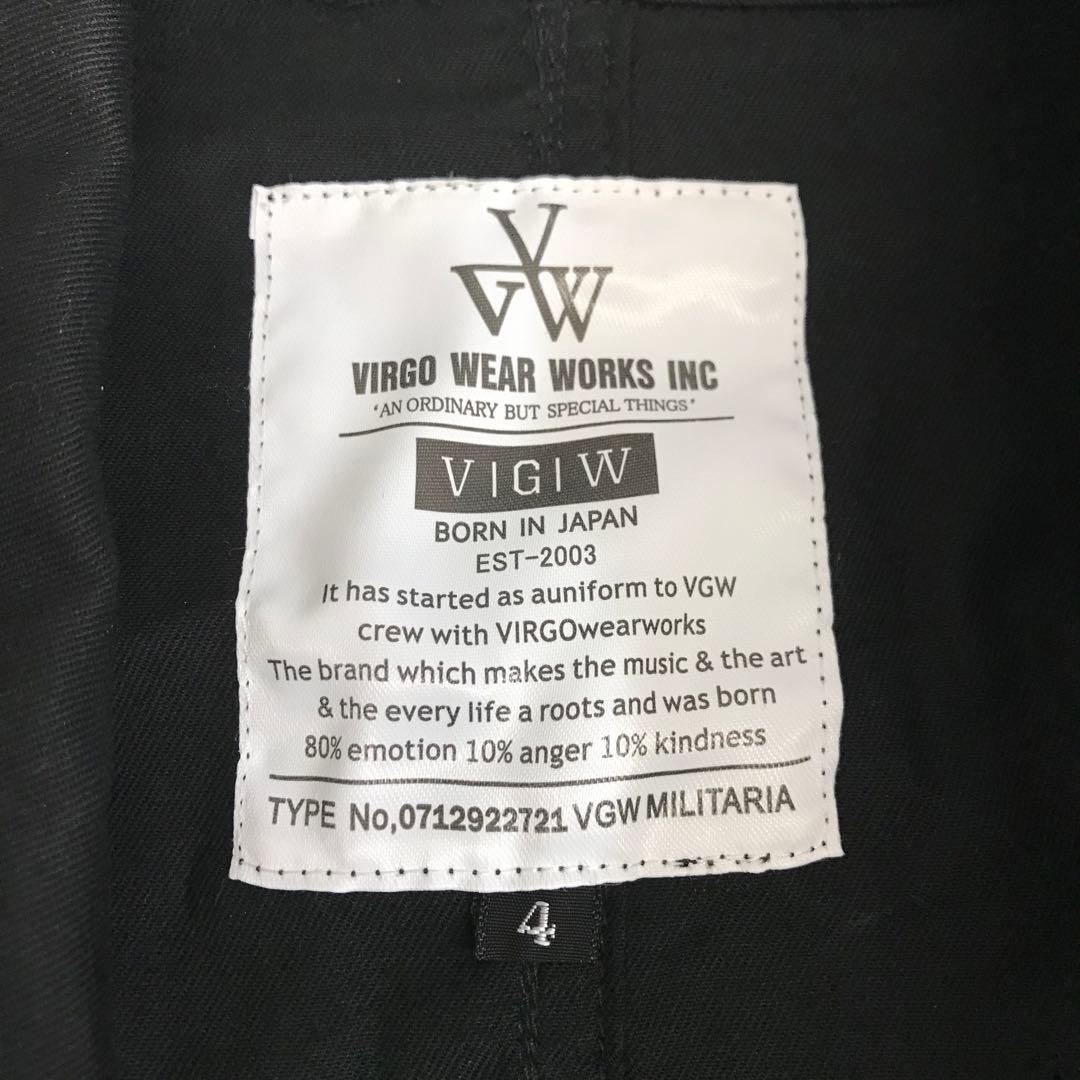 V
GW
VIRGO WEAR WORKS INC
'AN ORDINARY BUT SPECIAL THINGS'
V|G|W
BORN IN JAPAN
EST-2003
It has started as auniform to VGW
crew with VIRGOwearworks
The brand which makes the music & the art
& the every life a roots and was born
80% emotion 10% anger 10% kindness
TYPE No,0712922721 VGW MILITARIA
4